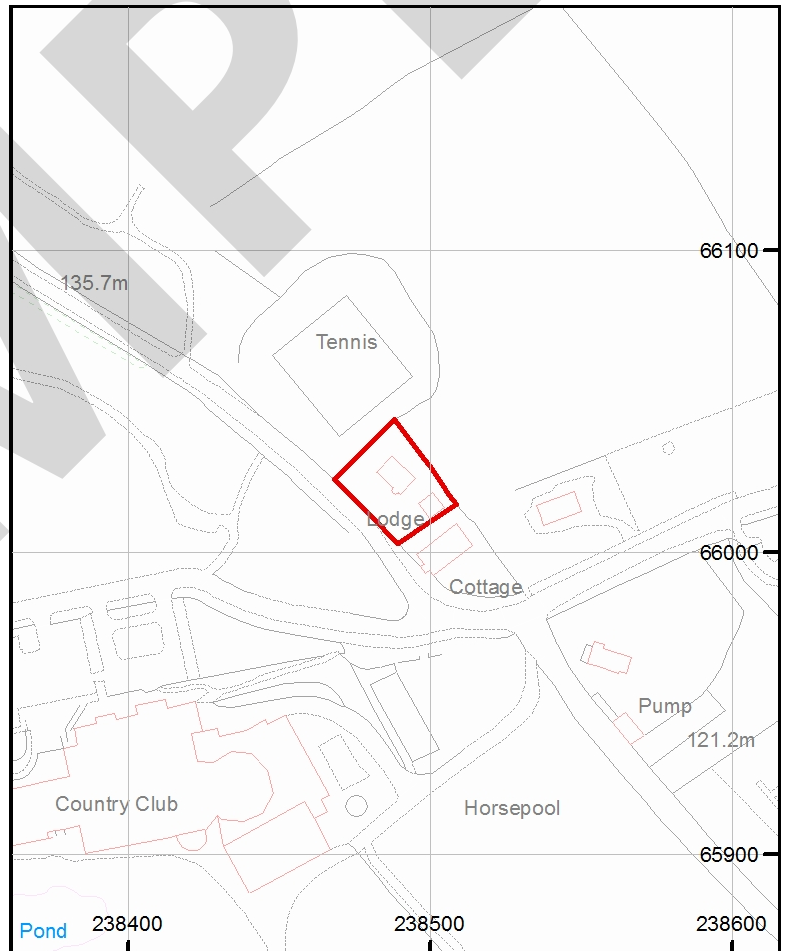 66100
135.7m
Tennis
Lodge
66000
Cottage
Pump
121.2m
Country Club
Horsepool
65900
Pond
238400
238500
238600